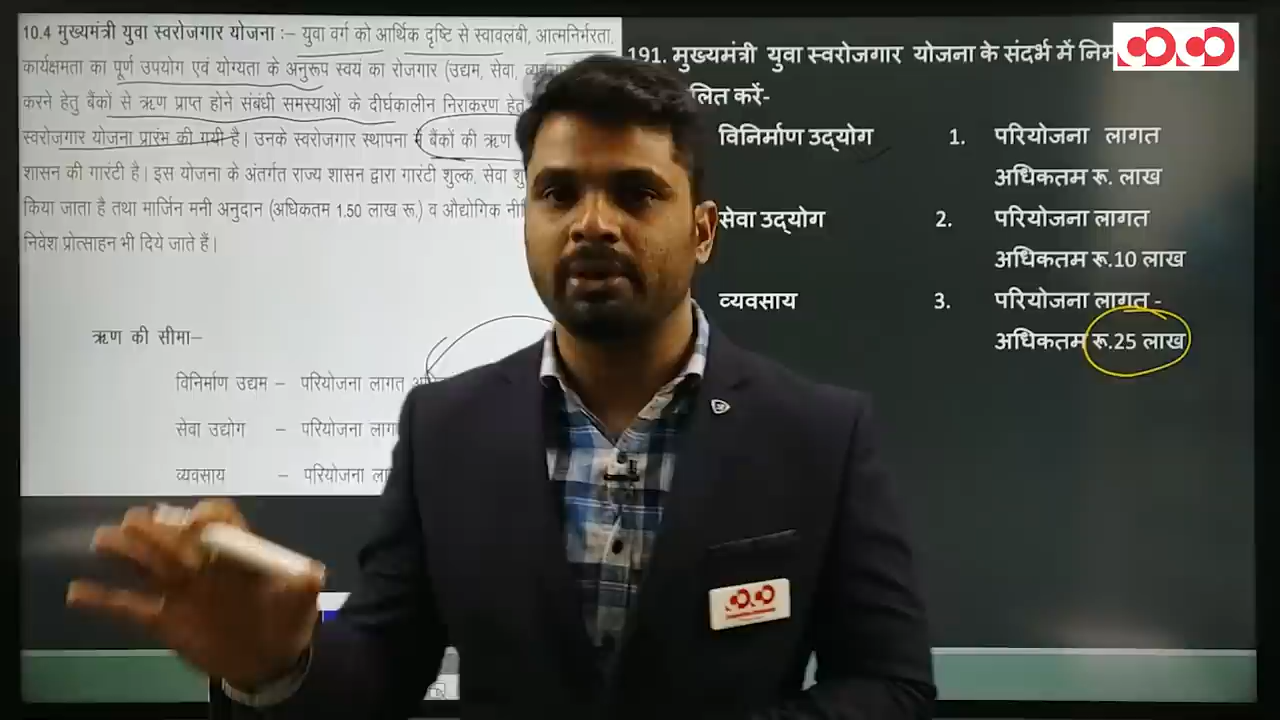 10.4 मुख्यमंत्री युवा स्वरोजगार योजना :– युवा वर्ग को आर्थिक दृष्टि से स्वावलंबी, आत्मनिर्भरता,
कार्यक्षमता का पूर्ण उपयोग एवं योग्यता के अनुरूप स्वयं का रोजगार (उद्यम, सेवा,
करने हेतु बैंकों से ऋण प्राप्त होने संबंधी समस्याओं के दीर्घकालीन निराकरण हेतु
स्वरोजगार योजना प्रारंभ की गयी है। उनके स्वरोजगार स्थापना में बैंकों की ऋण
शासन की गारंटी है। इस योजना के अंतर्गत राज्य शासन द्वारा गारंटी शुल्क, सेवा
किया जाता है तथा मार्जिन मनी अनुदान (अधिकतम 1.50 लाख रू.) व औद्योगिक
निवेश प्रोत्साहन भी दिये जाते हैं।
ऋण की सीमा–
विनिर्माण उद्यम – परियोजना लागत
सेवा उद्योग – परियोजना
व्यवसाय – परियोजना
191. मुख्यमंत्री युवा स्वरोजगार योजना के संदर्भ में
करें-
विनिर्माण उद्योग 1. परियोजना लागत
अधिकतम रू. लाख
सेवा उद्योग 2. परियोजना लागत
अधिकतम रू.10 लाख
व्यवसाय 3. परियोजना लागत -
अधिकतम रू.25 लाख